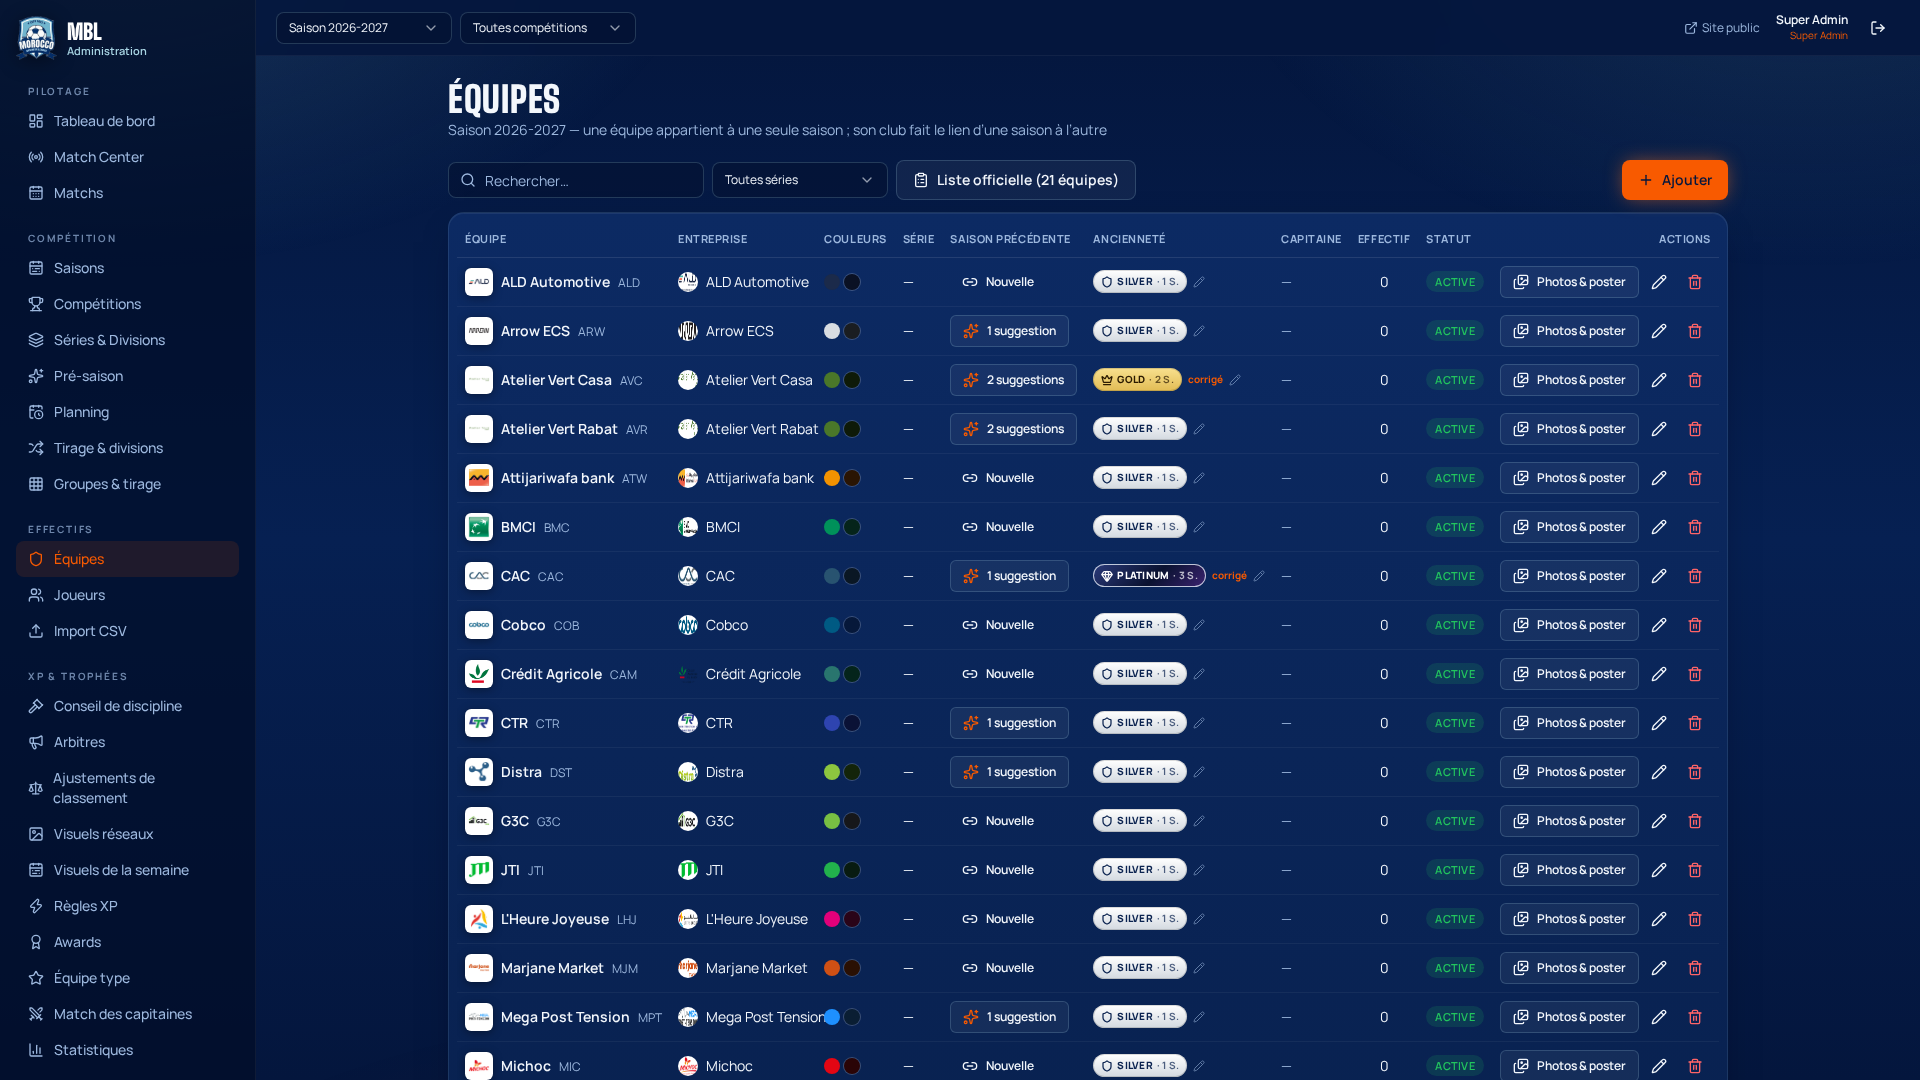 MBL
Administration
PILOTAGE
Tableau de bord
Match Center
Matchs
COMPÉTITION
Saisons
Compétitions
Séries & Divisions
Pré-saison
Planning
Tirage & divisions
Groupes & tirage
EFFECTIFS
Équipes
Joueurs
Import CSV
XP & TROPHÉES
Conseil de discipline
Arbitres
Ajustements de
classement
Visuels réseaux
Visuels de la semaine
Règles XP
Awards
Équipe type
Match des capitaines
Statistiques
Saison 2026-2027
Toutes compétitions
Site public
Super Admin
Super Admin
ÉQUIPES
Saison 2026-2027 — une équipe appartient à une seule saison ; son club fait le lien d’une saison à l’autre
Rechercher…
Toutes séries
Liste officielle (21 équipes)
Ajouter
ÉQUIPE ENTREPRISE COULEURS SÉRIE SAISON PRÉCÉDENTE ANCIENNETÉ CAPITAINE EFFECTIF STATUT ACTIONS
ALD Automotive ALD ALD Automotive — Nouvelle SILVER · 1 S. — 0 ACTIVE Photos & poster
Arrow ECS ARW Arrow ECS — 1 suggestion SILVER · 1 S. — 0 ACTIVE Photos & poster
Atelier Vert Casa AVC Atelier Vert Casa — 2 suggestions GOLD · 2 S. corrigé — 0 ACTIVE Photos & poster
Atelier Vert Rabat AVR Atelier Vert Rabat — 2 suggestions SILVER · 1 S. — 0 ACTIVE Photos & poster
Attijariwafa bank ATW Attijariwafa bank — Nouvelle SILVER · 1 S. — 0 ACTIVE Photos & poster
BMCI BMC BMCI — Nouvelle SILVER · 1 S. — 0 ACTIVE Photos & poster
CAC CAC CAC — 1 suggestion PLATINUM · 3 S. corrigé — 0 ACTIVE Photos & poster
Cobco COB Cobco — Nouvelle SILVER · 1 S. — 0 ACTIVE Photos & poster
Crédit Agricole CAM Crédit Agricole — Nouvelle SILVER · 1 S. — 0 ACTIVE Photos & poster
CTR CTR CTR — 1 suggestion SILVER · 1 S. — 0 ACTIVE Photos & poster
Distra DST Distra — 1 suggestion SILVER · 1 S. — 0 ACTIVE Photos & poster
G3C G3C G3C — Nouvelle SILVER · 1 S. — 0 ACTIVE Photos & poster
JTI JTI JTI — Nouvelle SILVER · 1 S. — 0 ACTIVE Photos & poster
L'Heure Joyeuse LHJ L'Heure Joyeuse — Nouvelle SILVER · 1 S. — 0 ACTIVE Photos & poster
Marjane Market MJM Marjane Market — Nouvelle SILVER · 1 S. — 0 ACTIVE Photos & poster
Mega Post Tension MPT Mega Post Tension — 1 suggestion SILVER · 1 S. — 0 ACTIVE Photos & poster
Michoc MIC Michoc — Nouvelle SILVER · 1 S. — 0 ACTIVE Photos & poster